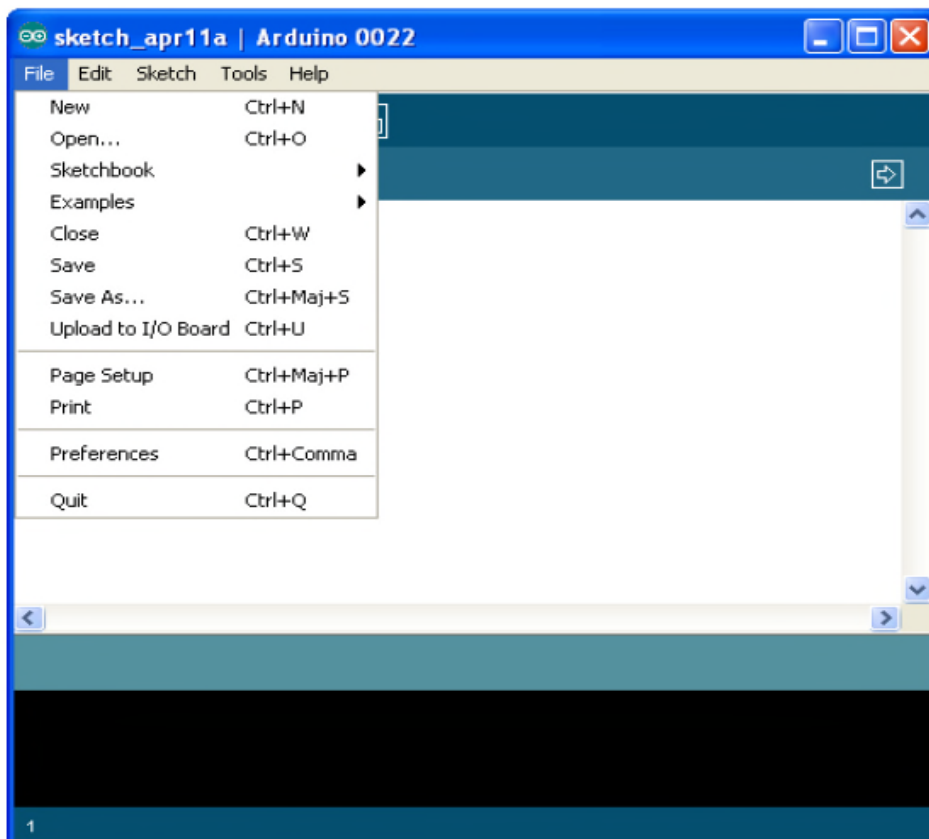 sketch_apr11a | Arduino 0022
File Edit Sketch Tools Help
New Ctrl+N
Open... Ctrl+O
Sketchbook
Examples
Close Ctrl+W
Save Ctrl+S
Save As... Ctrl+Maj+S
Upload to I/O Board Ctrl+U
Page Setup Ctrl+Maj+P
Print Ctrl+P
Preferences Ctrl+Comma
Quit Ctrl+Q
1